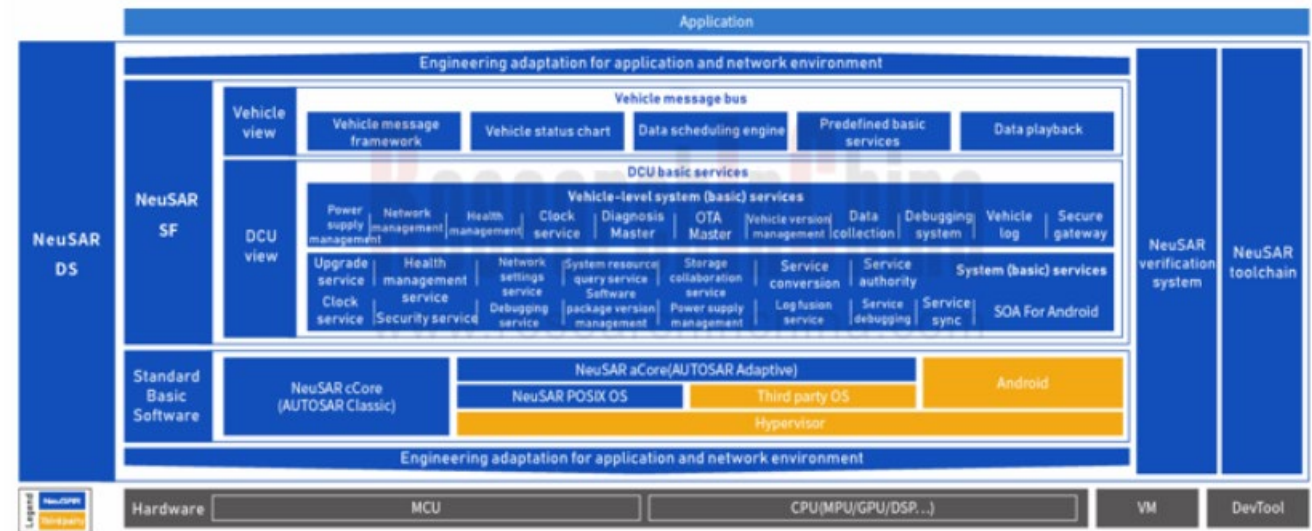 Application
NeuSAR
DS
Engineering adaptation for application and network environment
NeuSAR
SF
Vehicle
view
Vehicle message bus
Vehicle message
framework
Vehicle status chart
Data scheduling engine
Predefined basic
services
Data playback
DCU
view
DCU basic services
Vehicle-level system (basic) services
Power
supply
management
Network
management
Health
management
Clock
service
Diagnosis
Master
OTA
Master
Vehicle version
management
Data
collection
Debugging
system
Vehicle
log
Secure
gateway
Upgrade
service
Health
management
service
Network
settings
service
System resource
query service
Storage
collaboration
service
Service
conversion
Service
authority
System (basic) services
Clock
service
Security service
Debugging
service
Software
package version
management
Power supply
management
Log fusion
service
Service
debugging
Service
sync
SOA For Android
Standard
Basic
Software
NeuSAR cCore
(AUTOSAR Classic)
NeuSAR aCore(AUTOSAR Adaptive)
NeuSAR POSIX OS
Third party OS
Android
Hypervisor
Engineering adaptation for application and network environment
NeuSAR
verification
system
NeuSAR
toolchain
Legend
NeuSAR
Third party
Hardware
MCU
CPU(MPU/GPU/DSP...)
VM
DevTool